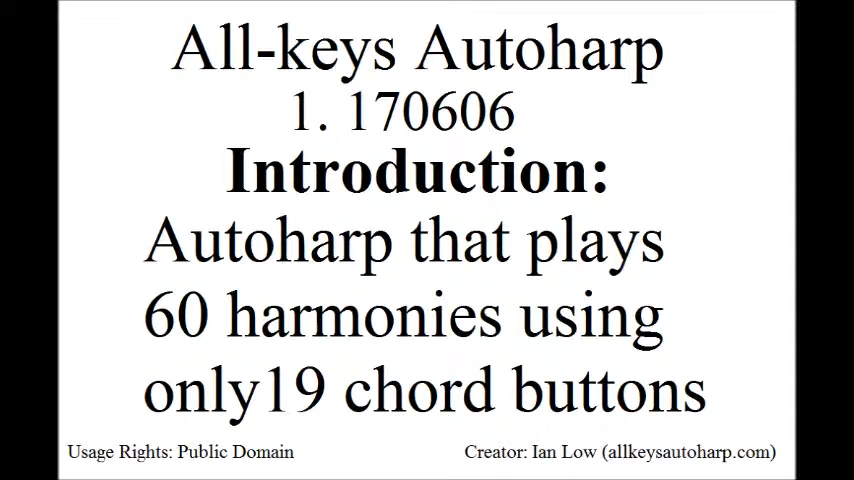 All-keys Autoharp
1. 170606
Introduction:
Autoharp that plays
60 harmonies using
only19 chord buttons
Usage Rights: Public Domain
Creator: Ian Low (allkeysautoharp.com)